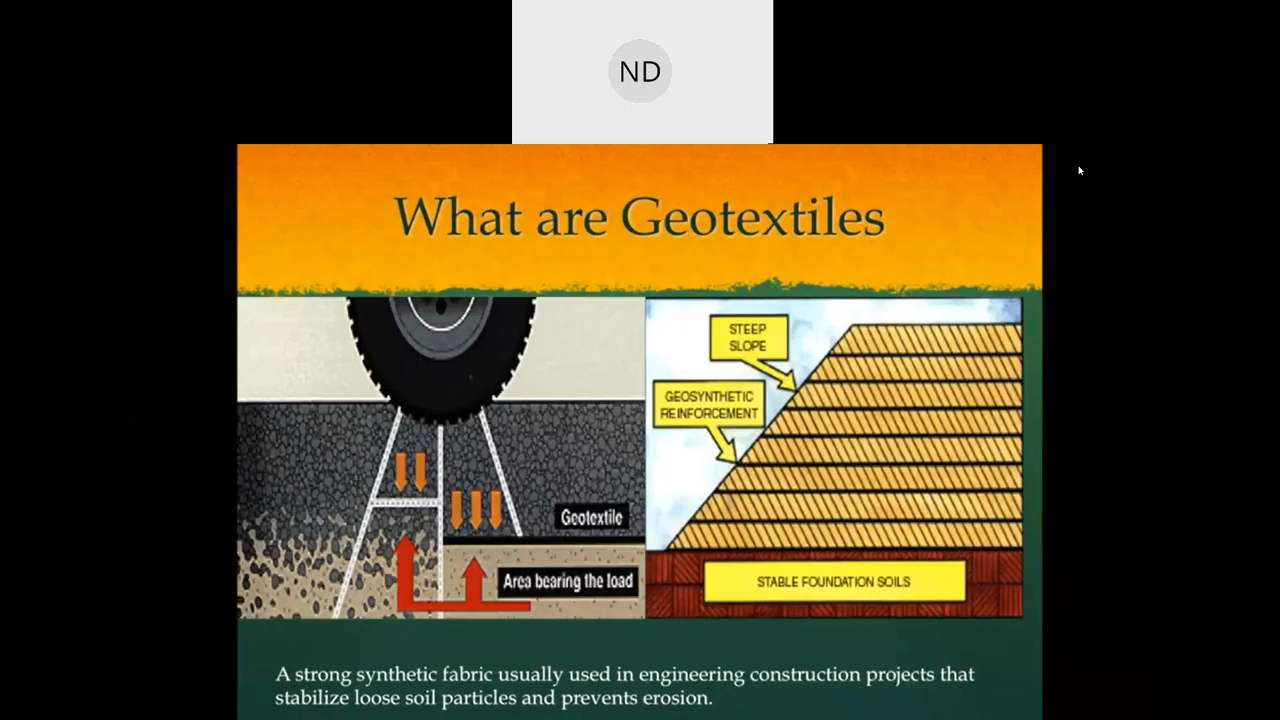 ND
What are Geotextiles
STEEP
SLOPE
GEOSYNTHETIC
REINFORCEMENT
Geotextile
Area bearing the load
STABLE FOUNDATION SOILS
A strong synthetic fabric usually used in engineering construction projects that
stabilize loose soil particles and prevents erosion.